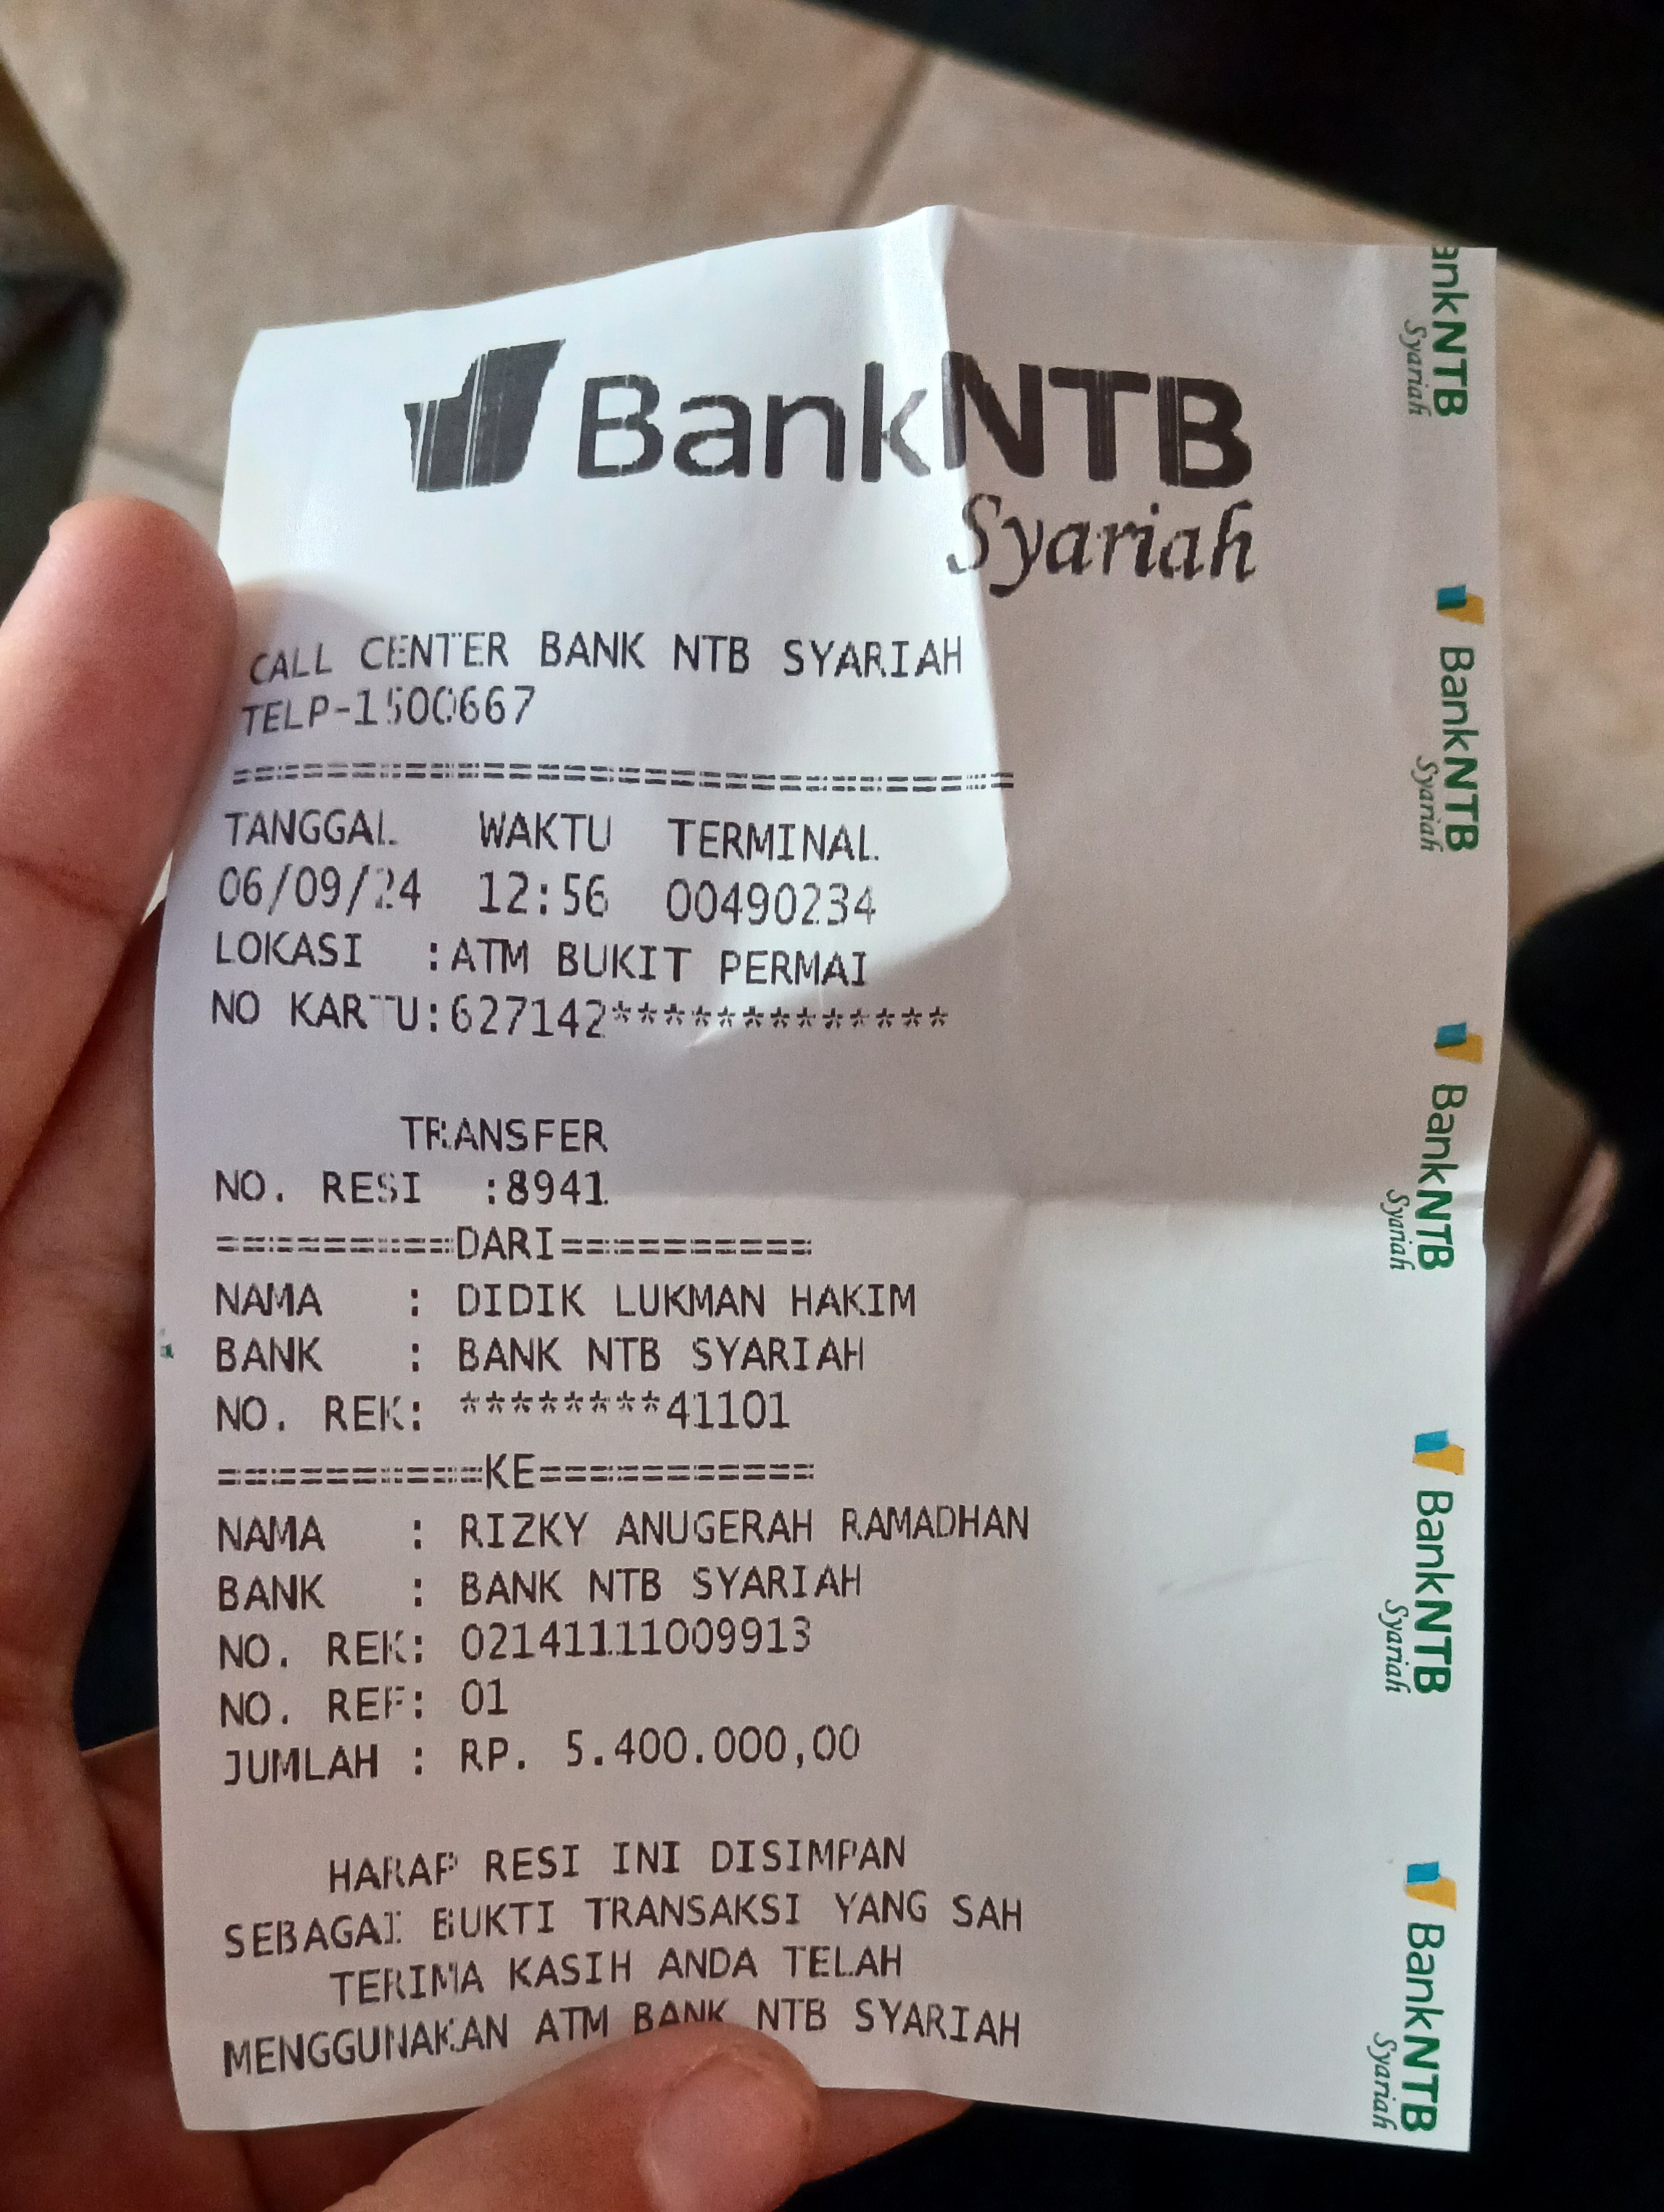 BankNTB
Syariah
CALL CENTER BANK NTB SYARIAH
TELP-1500667
=============================
TANGGAL WAKTU TERMINAL
06/09/24 12:56 00490234
LOKASI :ATM BUKIT PERMAI
NO KARTU:627142*************
TRANSFER
NO. RESI :8941
==========DARI==========
NAMA : DIDIK LUKMAN HAKIM
BANK : BANK NTB SYARIAH
NO. REK: ********41101
===========KE===========
NAMA : RIZKY ANUGERAH RAMADHAN
BANK : BANK NTB SYARIAH
NO. REK: 02141111009913
NO. REF: 01
JUMLAH : RP. 5.400.000,00
HARAP RESI INI DISIMPAN
SEBAGAI BUKTI TRANSAKSI YANG SAH
TERIMA KASIH ANDA TELAH
MENGGUNAKAN ATM BANK NTB SYARIAH
ankNTB
Syariah
BankNTB
Syariah
BankNTB
Syariah
BankNTB
Syariah
BankNTB
Syariah